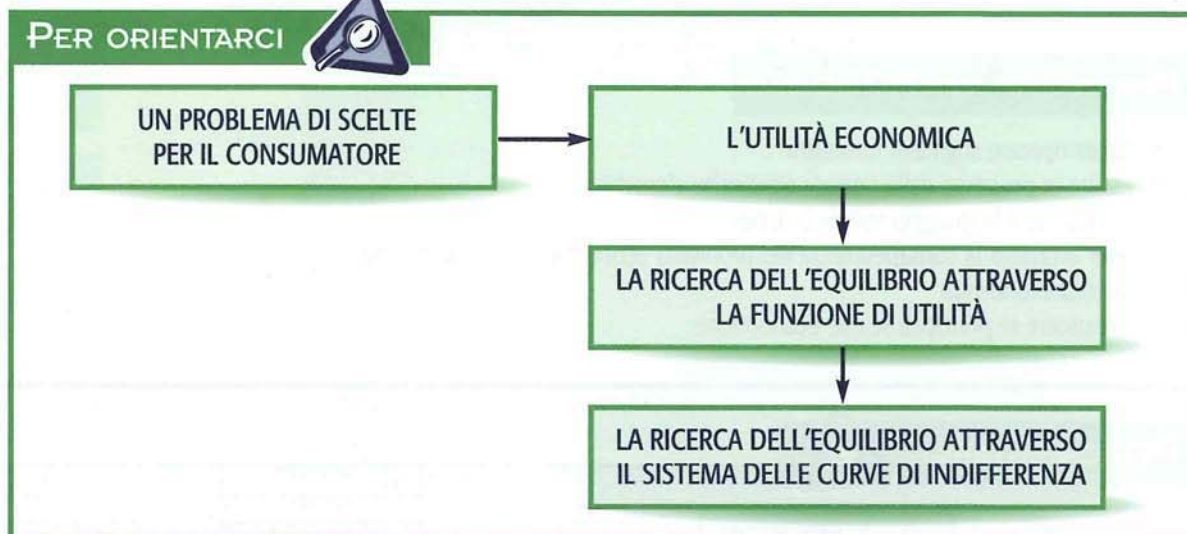 PER ORIENTARCI
UN PROBLEMA DI SCELTE
PER IL CONSUMATORE
L'UTILITÀ ECONOMICA
LA RICERCA DELL'EQUILIBRIO ATTRAVERSO
LA FUNZIONE DI UTILITÀ
LA RICERCA DELL'EQUILIBRIO ATTRAVERSO
IL SISTEMA DELLE CURVE DI INDIFFERENZA